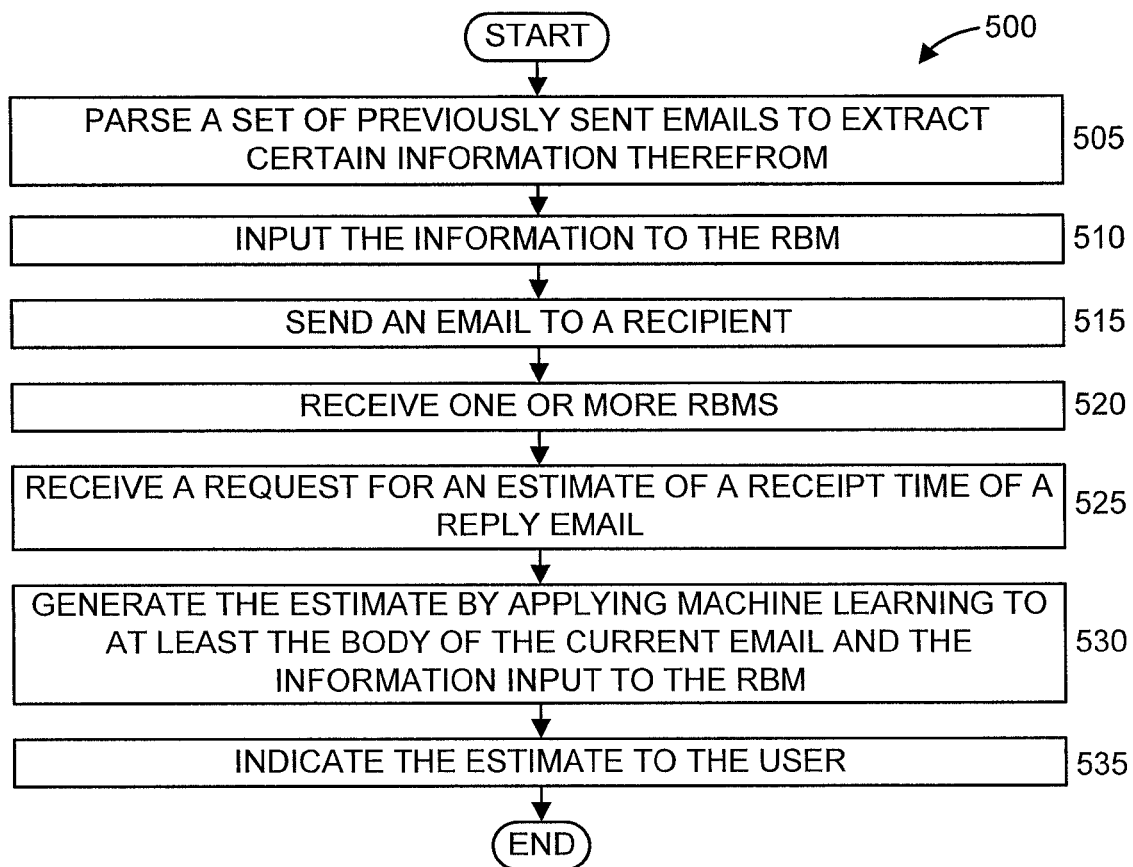 START
500
PARSE A SET OF PREVIOUSLY SENT EMAILS TO EXTRACT
CERTAIN INFORMATION THEREFROM
505
INPUT THE INFORMATION TO THE RBM
510
SEND AN EMAIL TO A RECIPIENT
515
RECEIVE ONE OR MORE RBMS
520
RECEIVE A REQUEST FOR AN ESTIMATE OF A RECEIPT TIME OF A
REPLY EMAIL
525
GENERATE THE ESTIMATE BY APPLYING MACHINE LEARNING TO
AT LEAST THE BODY OF THE CURRENT EMAIL AND THE
INFORMATION INPUT TO THE RBM
530
INDICATE THE ESTIMATE TO THE USER
535
END